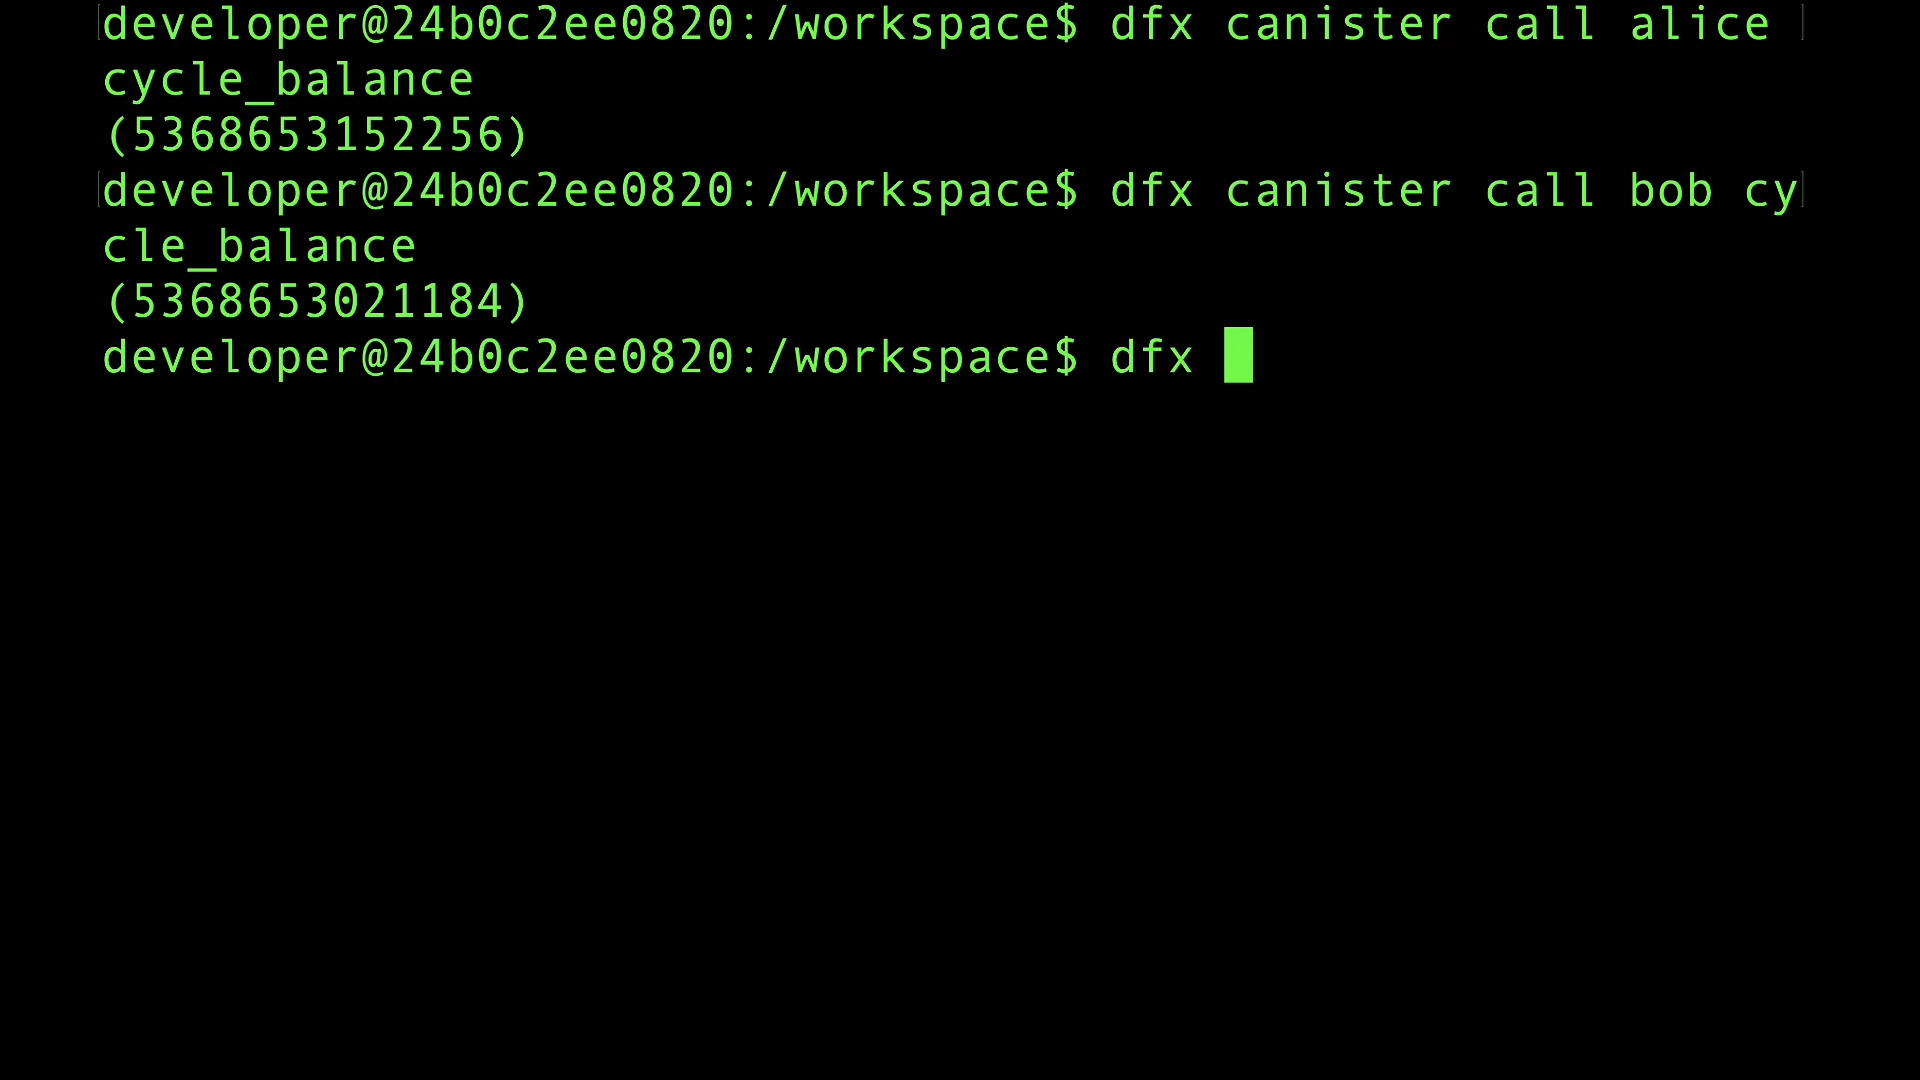 developer@24b0c2ee0820:/workspace$ dfx canister call alice
cycle_balance
(5368653152256)
developer@24b0c2ee0820:/workspace$ dfx canister call bob cy
cle_balance
(5368653021184)
developer@24b0c2ee0820:/workspace$ dfx